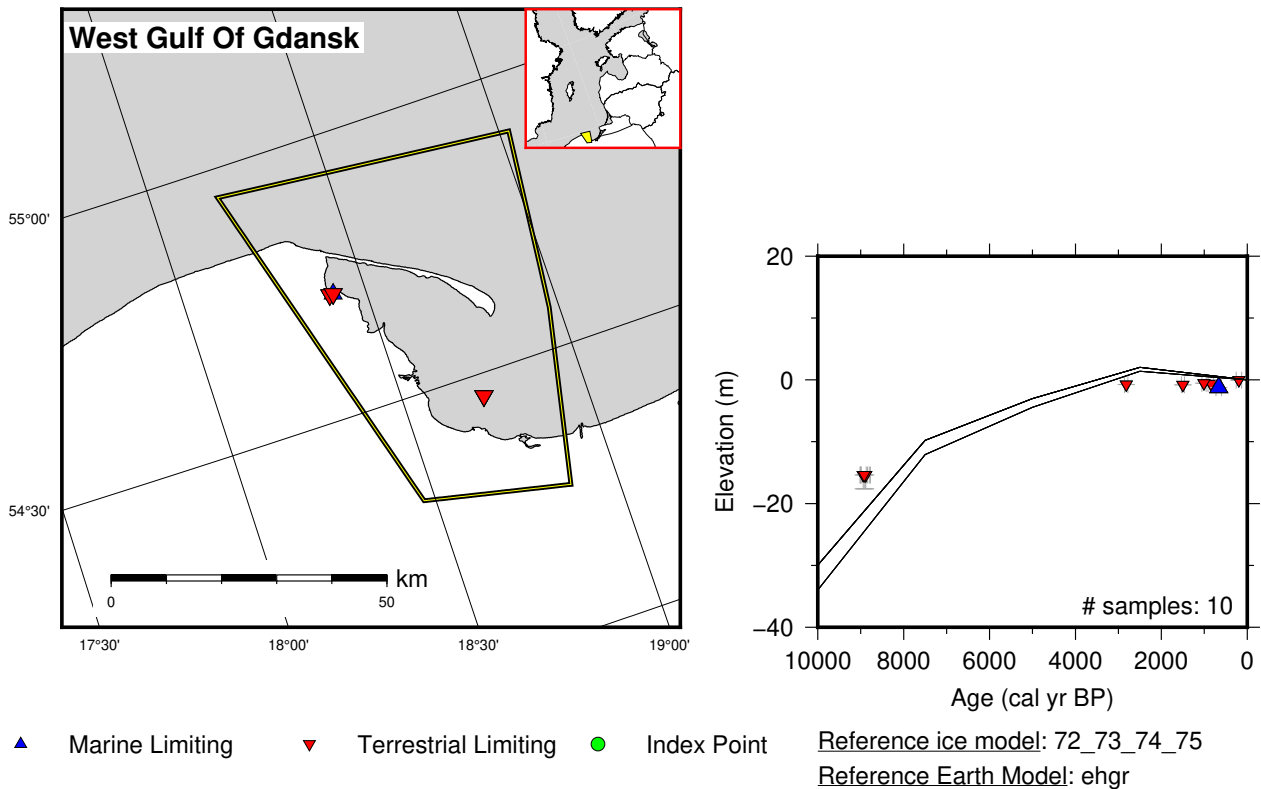 West Gulf Of Gdansk
55°00'
54°30'
km
0
50
17°30'
18°00'
18°30'
19°00'
20
0
−20
−40
Elevation (m)
# samples: 10
10000
8000
6000
4000
2000
0
Age (cal yr BP)
Marine Limiting
Terrestrial Limiting
Index Point
Reference ice model: 72_73_74_75
Reference Earth Model: ehgr